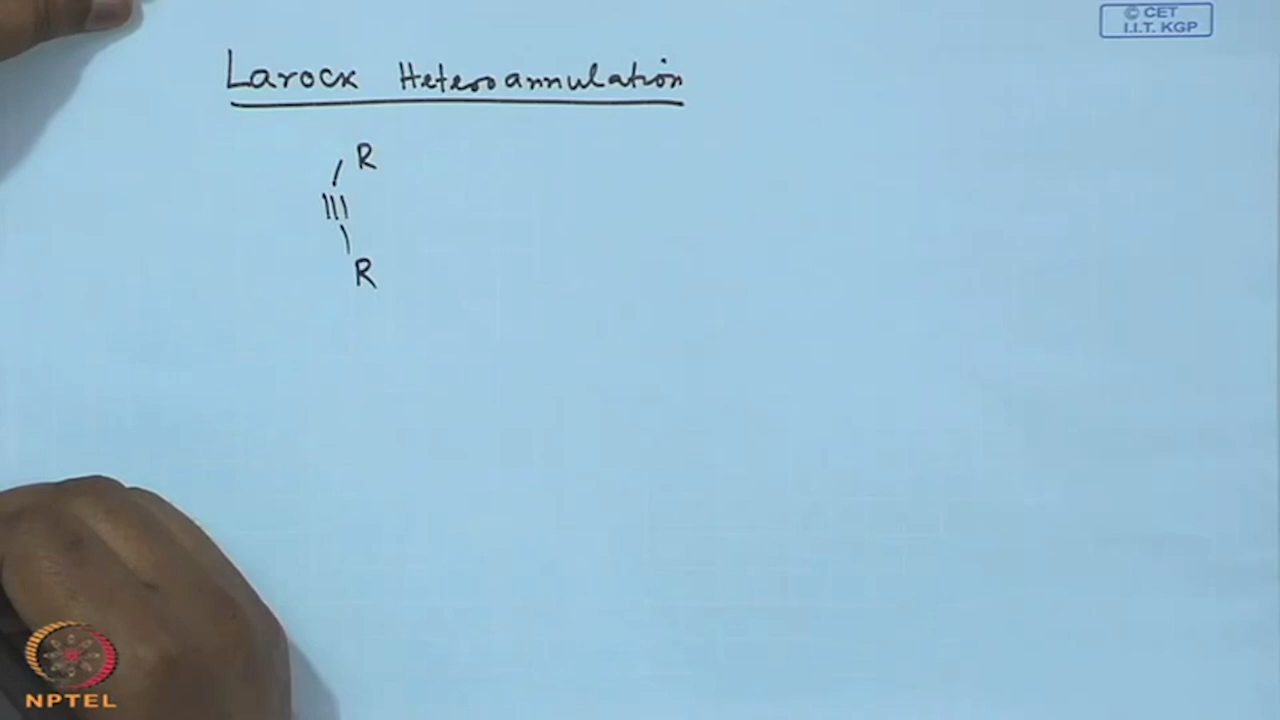 © CET
I.I.T. KGP
Larock Heteroannulation
R
R
NPTEL